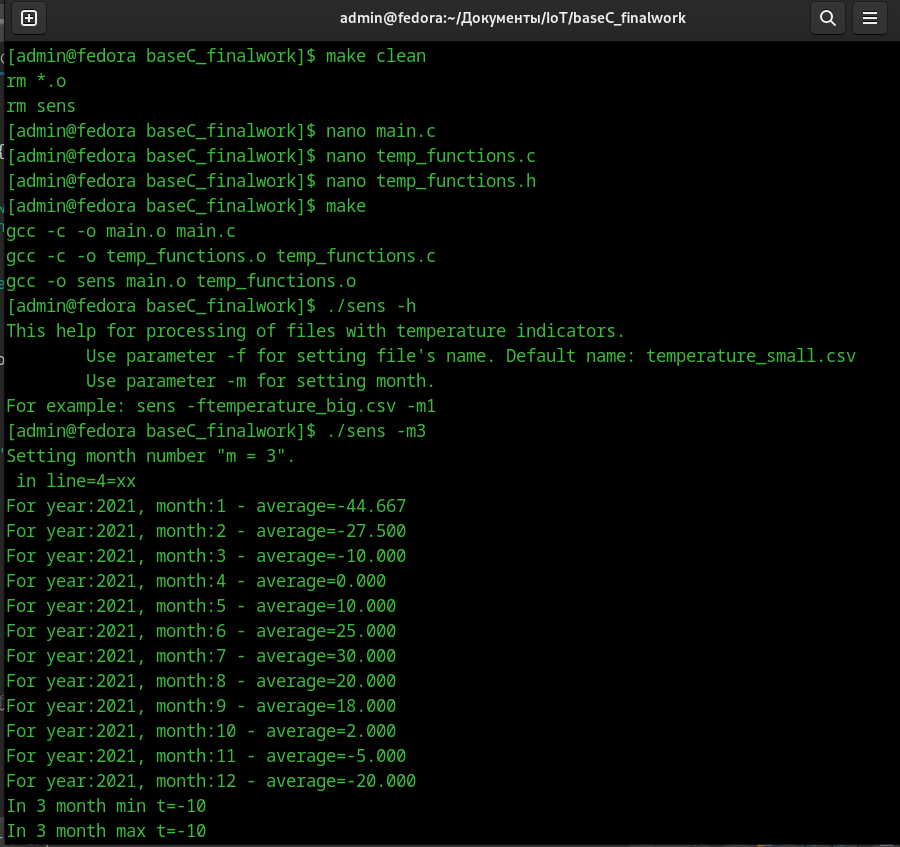 admin@fedora:~/Документы/IoT/baseC_finalwork
[admin@fedora baseC_finalwork]$ make clean
rm *.o
rm sens
[admin@fedora baseC_finalwork]$ nano main.c
[admin@fedora baseC_finalwork]$ nano temp_functions.c
[admin@fedora baseC_finalwork]$ nano temp_functions.h
[admin@fedora baseC_finalwork]$ make
gcc -c -o main.o main.c
gcc -c -o temp_functions.o temp_functions.c
gcc -o sens main.o temp_functions.o
[admin@fedora baseC_finalwork]$ ./sens -h
This help for processing of files with temperature indicators.
        Use parameter -f for setting file's name. Default name: temperature_small.csv
        Use parameter -m for setting month.
For example: sens -ftemperature_big.csv -m1
[admin@fedora baseC_finalwork]$ ./sens -m3
Setting month number "m = 3".
 in line=4=xx
For year:2021, month:1 - average=-44.667
For year:2021, month:2 - average=-27.500
For year:2021, month:3 - average=-10.000
For year:2021, month:4 - average=0.000
For year:2021, month:5 - average=10.000
For year:2021, month:6 - average=25.000
For year:2021, month:7 - average=30.000
For year:2021, month:8 - average=20.000
For year:2021, month:9 - average=18.000
For year:2021, month:10 - average=2.000
For year:2021, month:11 - average=-5.000
For year:2021, month:12 - average=-20.000
In 3 month min t=-10
In 3 month max t=-10